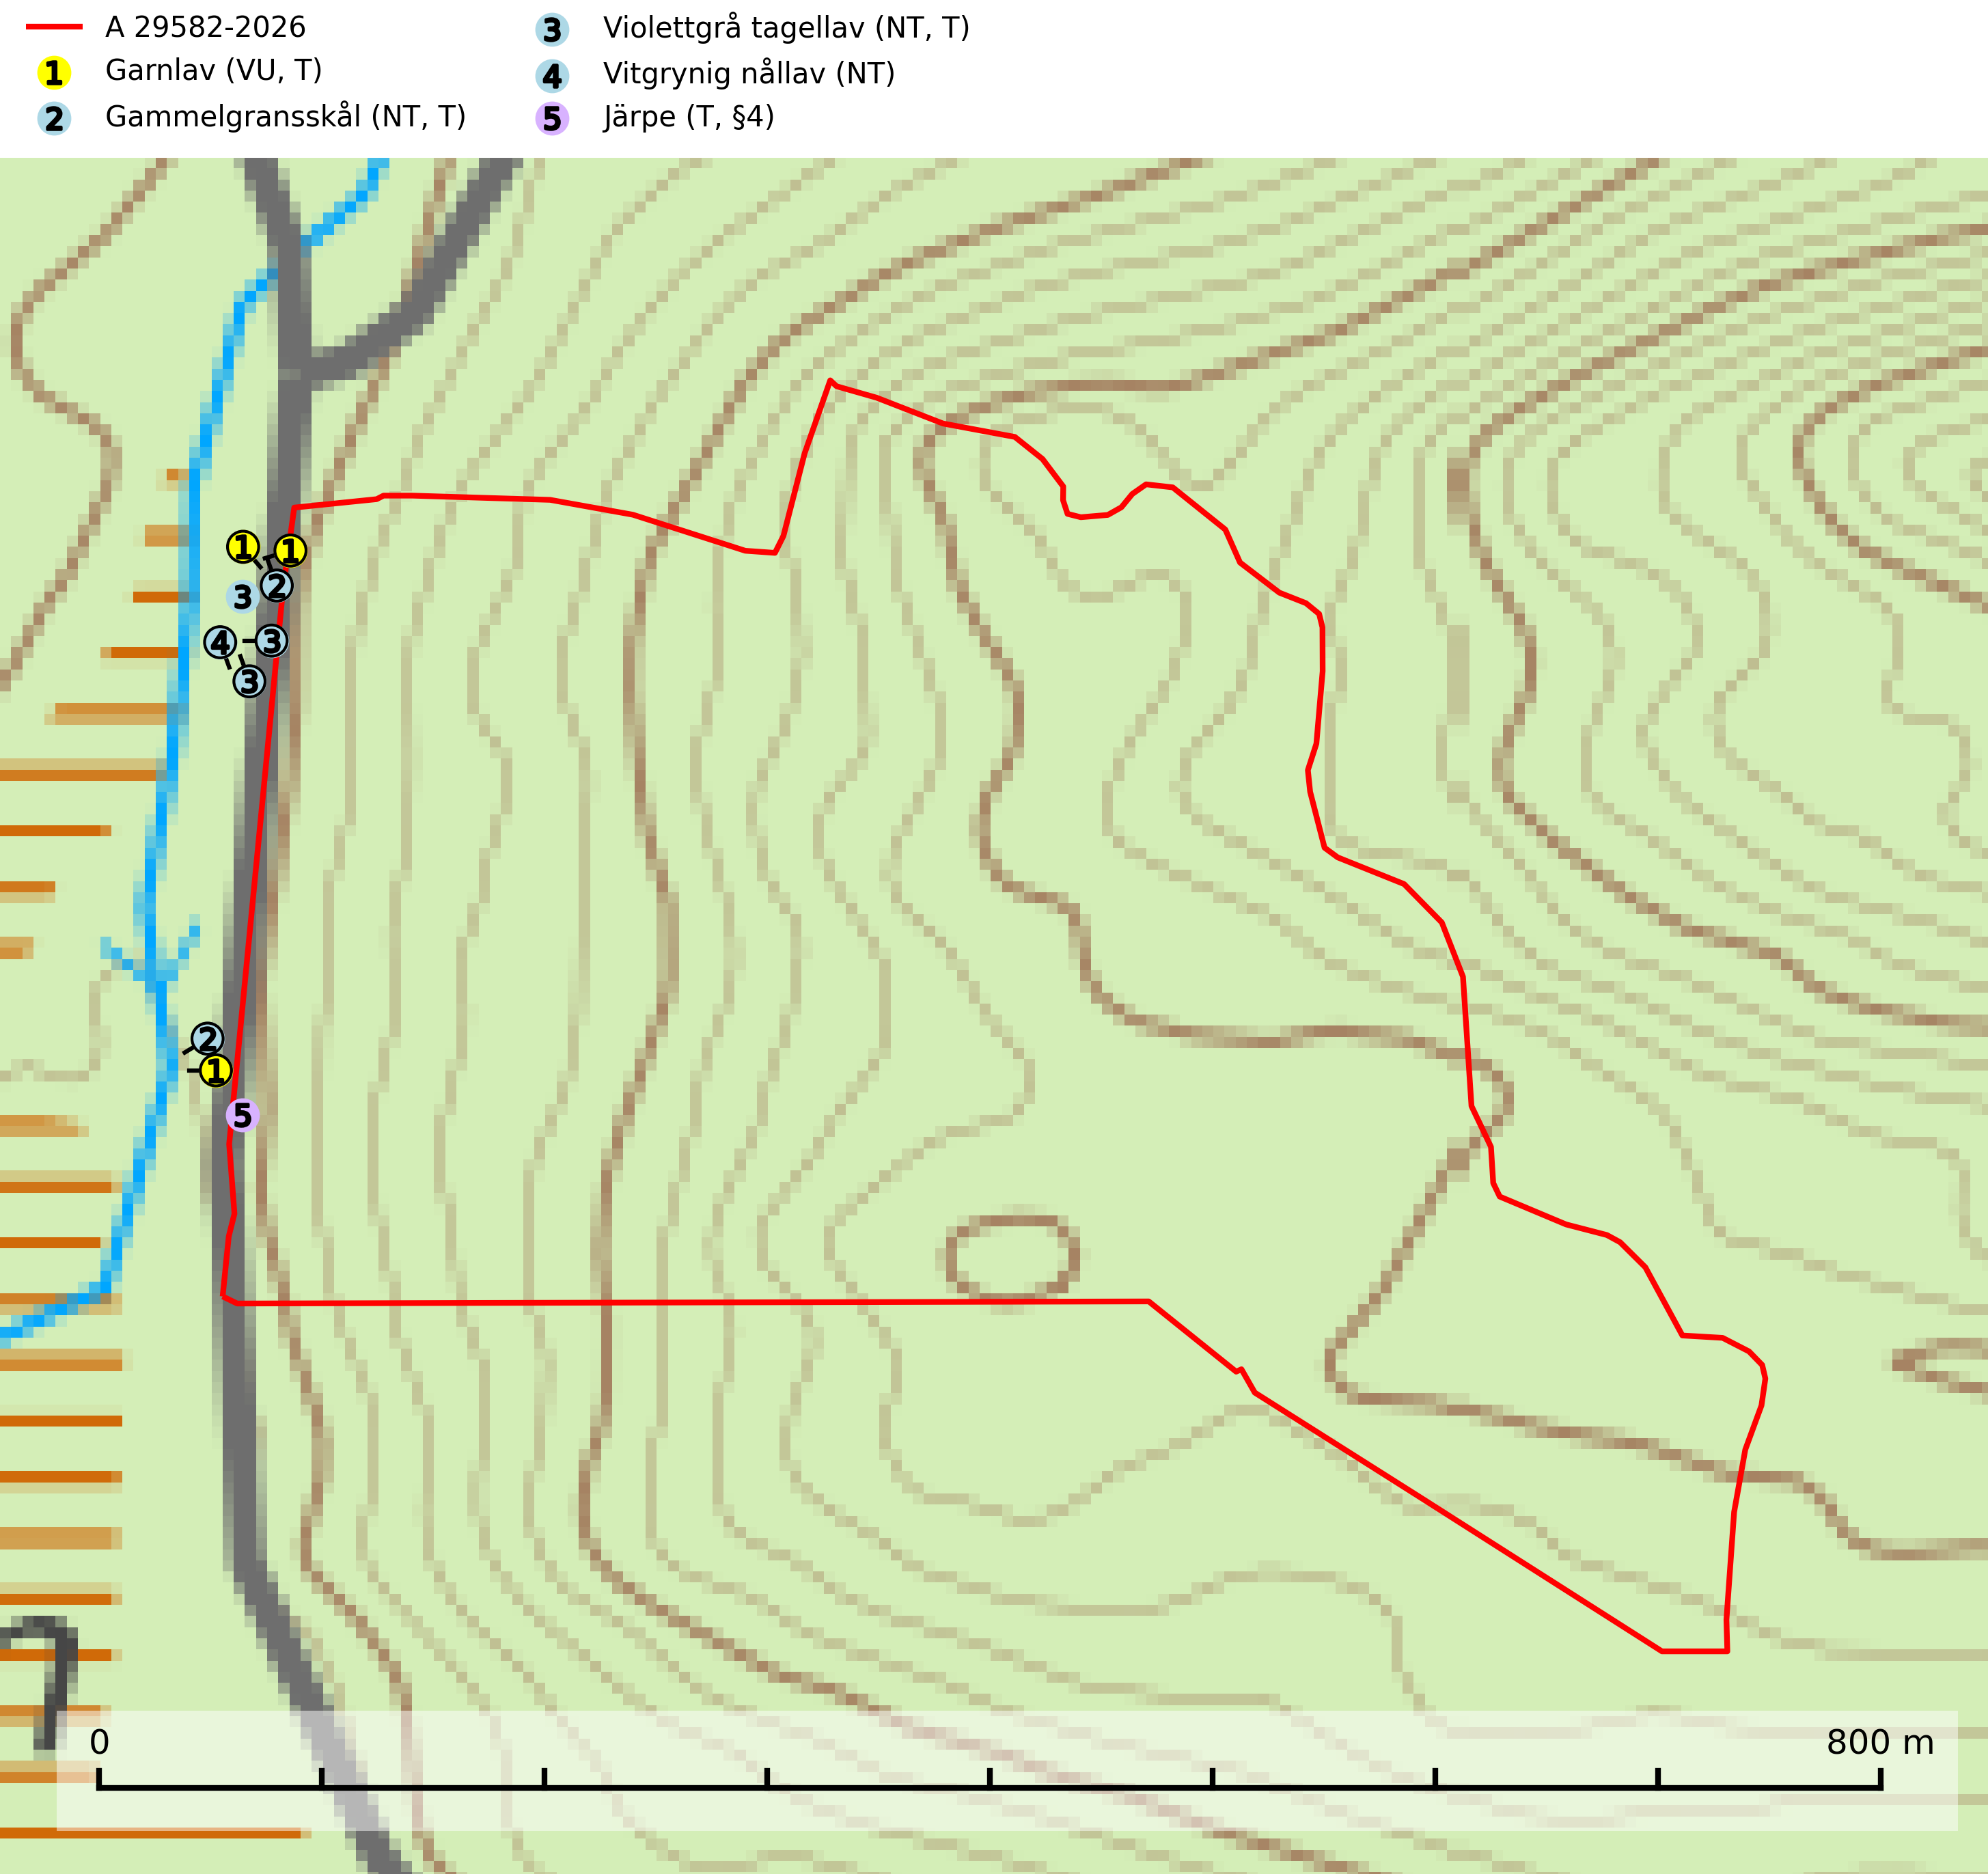 A 29582-2026
1 Garnlav (VU, T)
2 Gammelgransskål (NT, T)
3 Violettgrå tagellav (NT, T)
4 Vitgrynig nållav (NT)
5 Järpe (T, §4)
1 1
2
3
4 3
3
2
1
5
0 800 m